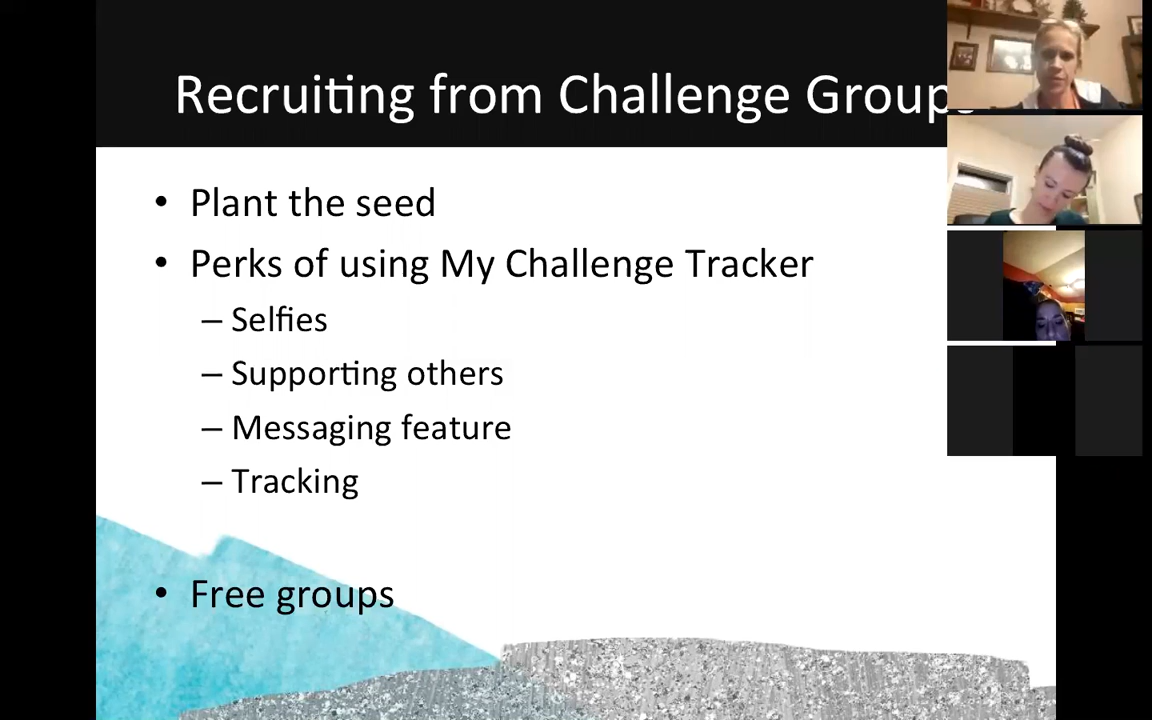 Recruiting from Challenge Groups
• Plant the seed
• Perks of using My Challenge Tracker
– Selfies
– Supporting others
– Messaging feature
– Tracking
• Free groups